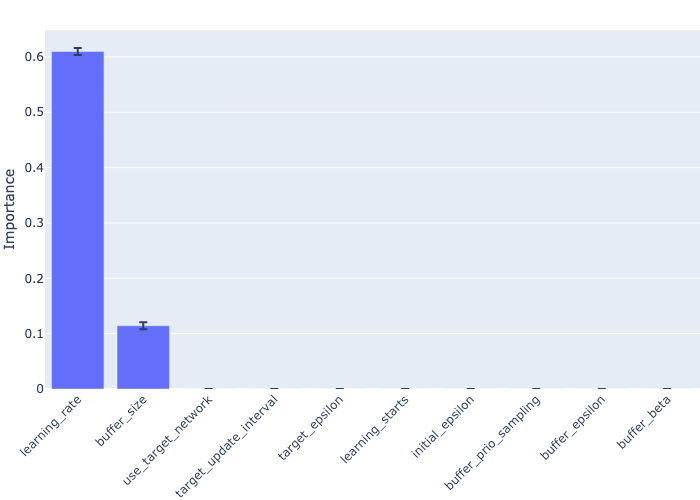 Importance
0.6
0.5
0.4
0.3
0.2
0.1
0
learning_rate
buffer_size
use_target_network
target_update_interval
target_epsilon
learning_starts
initial_epsilon
buffer_prio_sampling
buffer_epsilon
buffer_beta